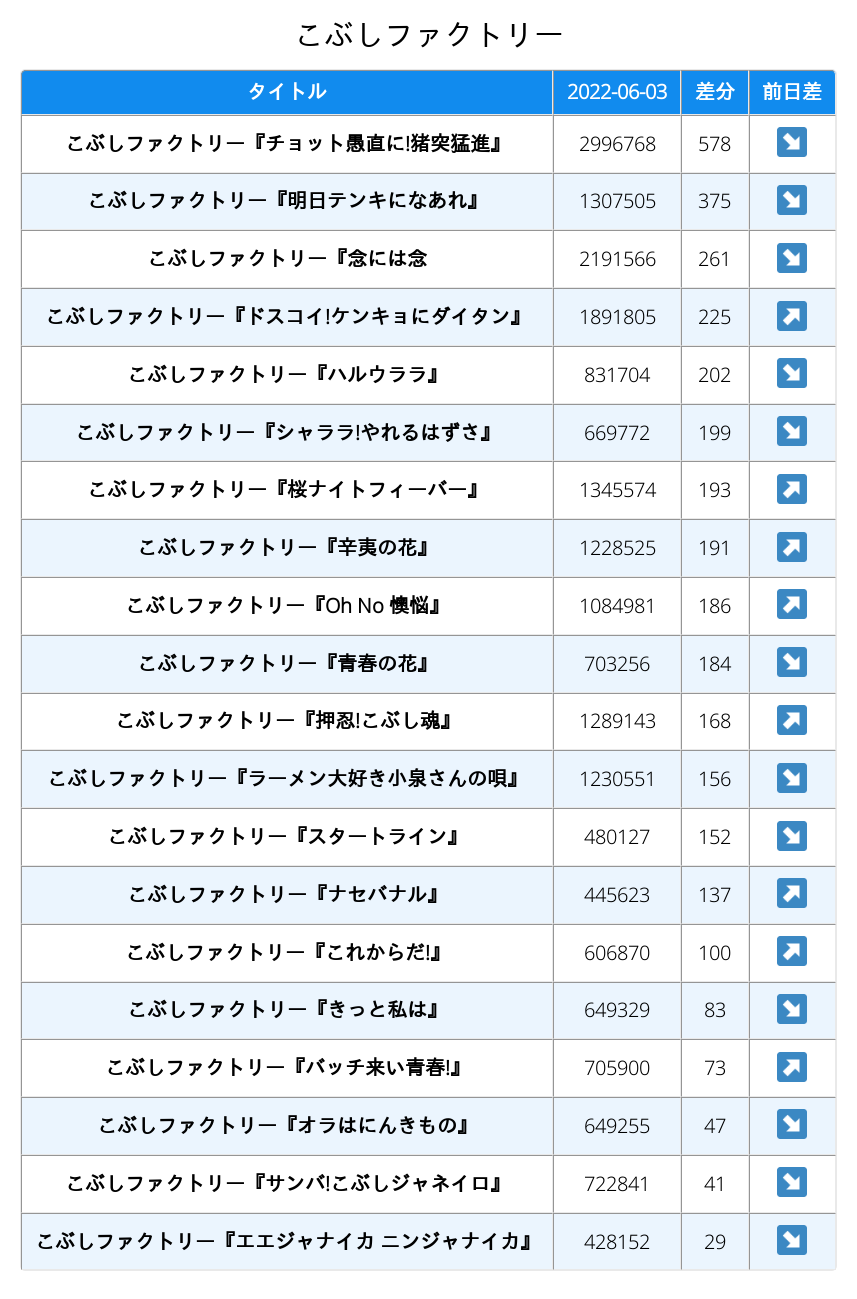 こぶしファクトリー
タイトル 2022-06-03 差分 前日差
こぶしファクトリー『チョット愚直に!猪突猛進』 2996768 578 ↘
こぶしファクトリー『明日テンキになあれ』 1307505 375 ↘
こぶしファクトリー『念には念 2191566 261 ↘
こぶしファクトリー『ドスコイ!ケンキョにダイタン』 1891805 225 ↗
こぶしファクトリー『ハルウララ』 831704 202 ↘
こぶしファクトリー『シャララ!やれるはずさ』 669772 199 ↘
こぶしファクトリー『桜ナイトフィーバー』 1345574 193 ↗
こぶしファクトリー『辛夷の花』 1228525 191 ↗
こぶしファクトリー『Oh No 懊悩』 1084981 186 ↗
こぶしファクトリー『青春の花』 703256 184 ↘
こぶしファクトリー『押忍!こぶし魂』 1289143 168 ↗
こぶしファクトリー『ラーメン大好き小泉さんの唄』 1230551 156 ↘
こぶしファクトリー『スタートライン』 480127 152 ↘
こぶしファクトリー『ナセバナル』 445623 137 ↗
こぶしファクトリー『これからだ!』 606870 100 ↗
こぶしファクトリー『きっと私は』 649329 83 ↘
こぶしファクトリー『バッチ来い青春!』 705900 73 ↗
こぶしファクトリー『オラはにんきもの』 649255 47 ↘
こぶしファクトリー『サンバ!こぶしジャネイロ』 722841 41 ↘
こぶしファクトリー『エエジャナイカ ニンジャナイカ』 428152 29 ↘